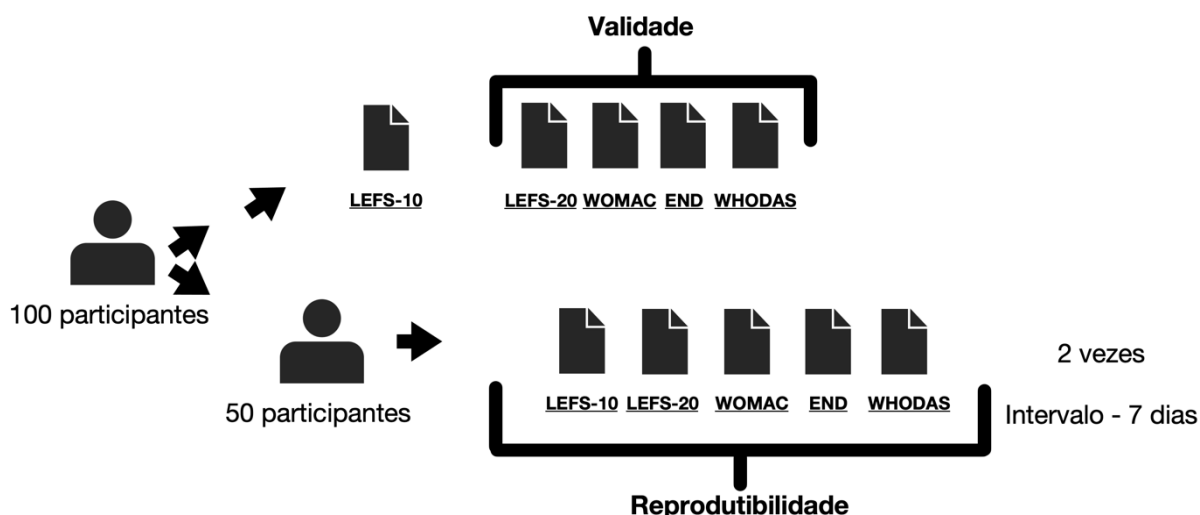 Validade
LEFS-10
LEFS-20 WOMAC END WHODAS
100 participantes
50 participantes
LEFS-10 LEFS-20 WOMAC END WHODAS
2 vezes
Intervalo - 7 dias
Reprodutibilidade